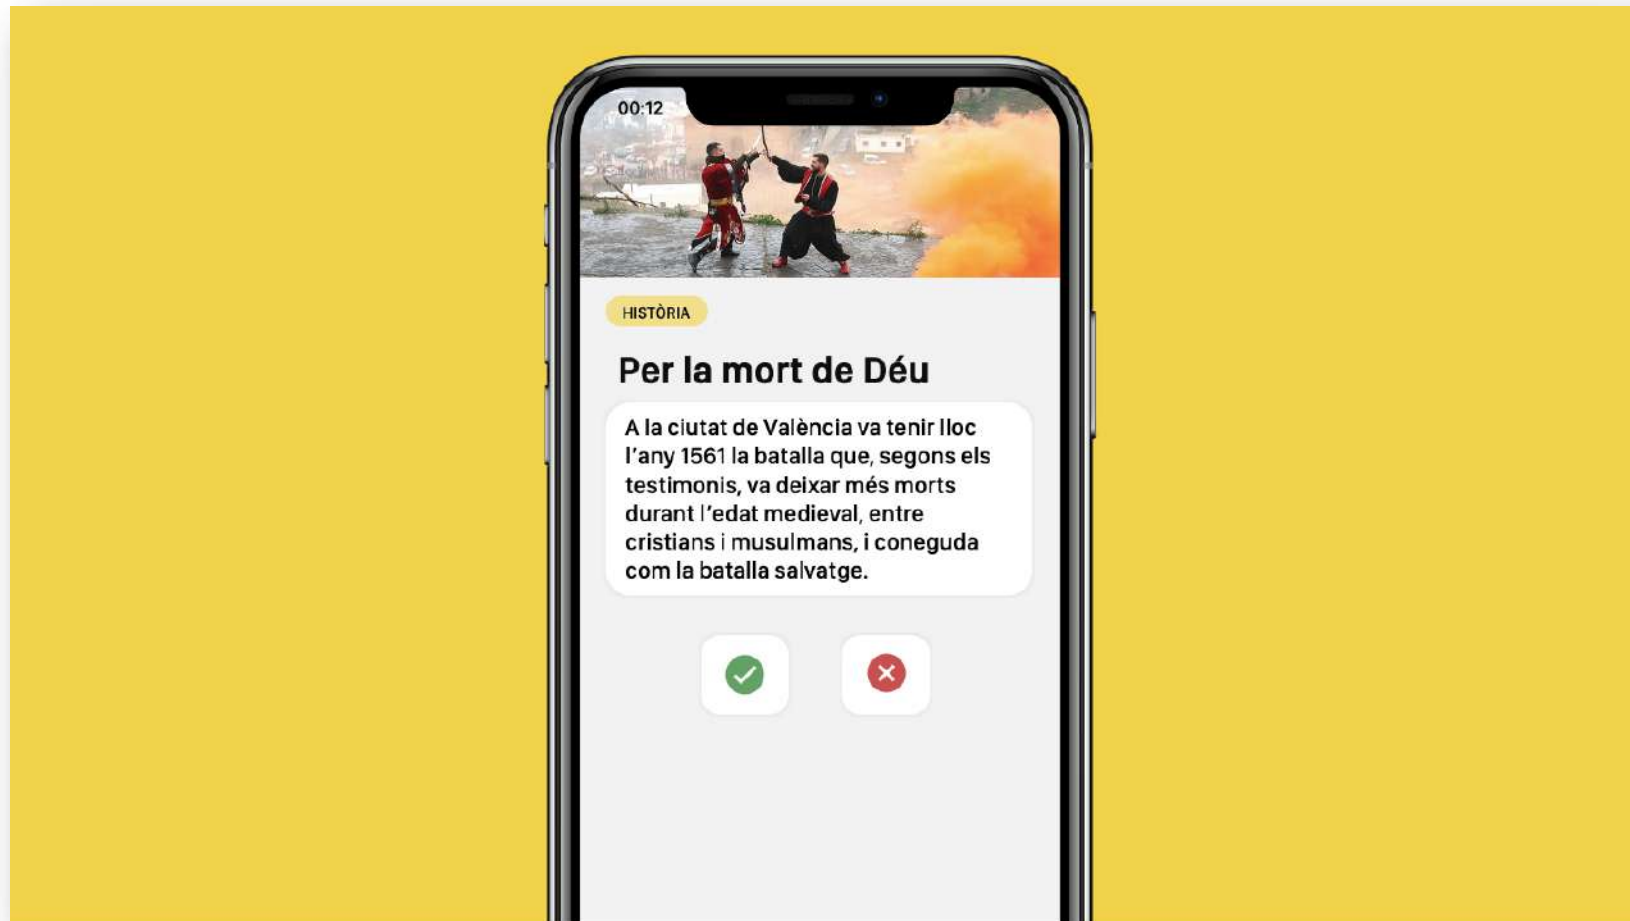 00:12
HISTÒRIA
Per la mort de Déu
A la ciutat de València va tenir lloc
l'any 1561 la batalla que, segons els
testimonis, va deixar més morts
durant l'edat medieval, entre
cristians i musulmans, i coneguda
com la batalla salvatge.